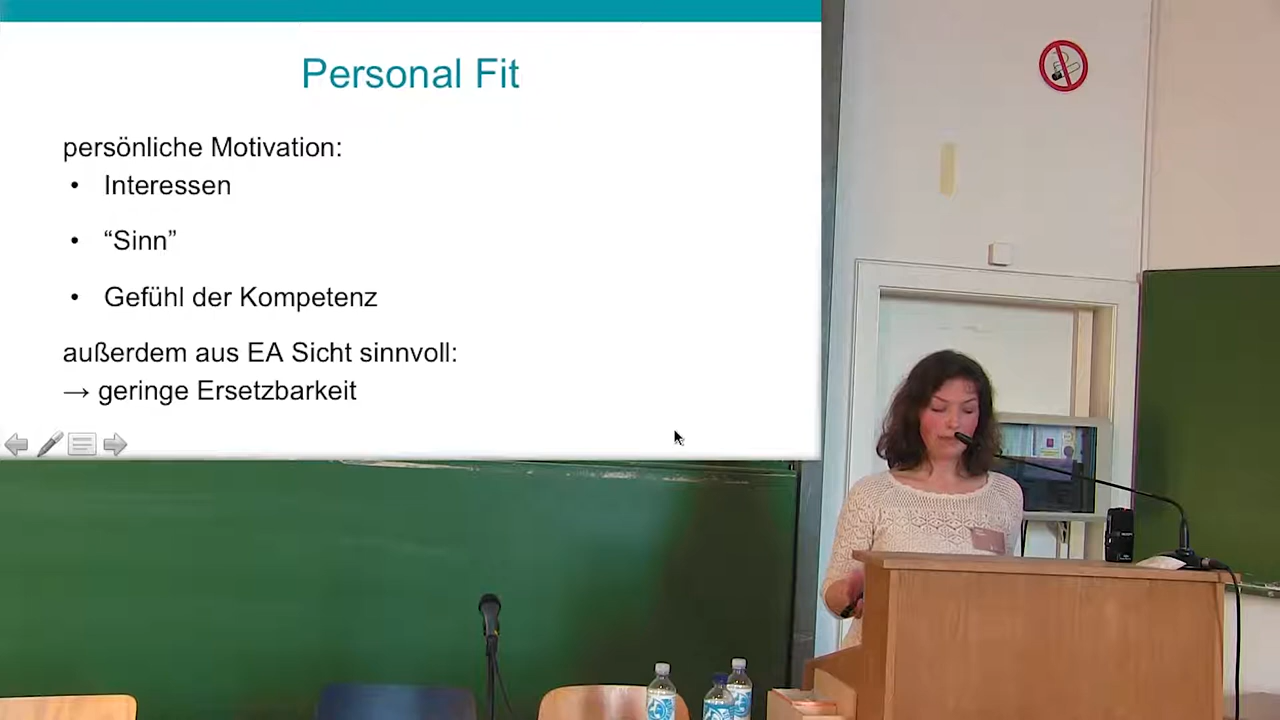 Personal Fit
persönliche Motivation:
• Interessen
• “Sinn”
• Gefühl der Kompetenz
außerdem aus EA Sicht sinnvoll:
→ geringe Ersetzbarkeit